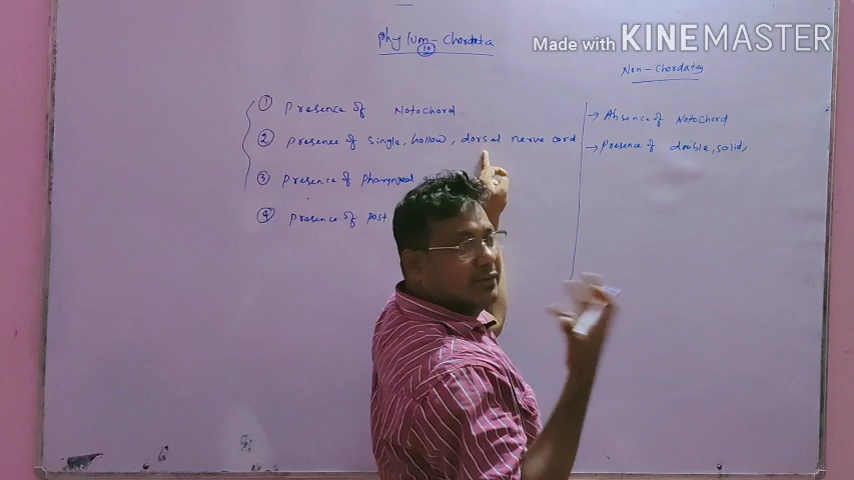 Made with KINEMASTER
Phylum - Chordata
10
Non-Chordata
① Presence of Notochord.
② Presence of single, hollow, dorsal nerve cord
③ Presence of pharyngeal
④ Presence of post
→ Absence of Notochord
→ Presence of double, solid,